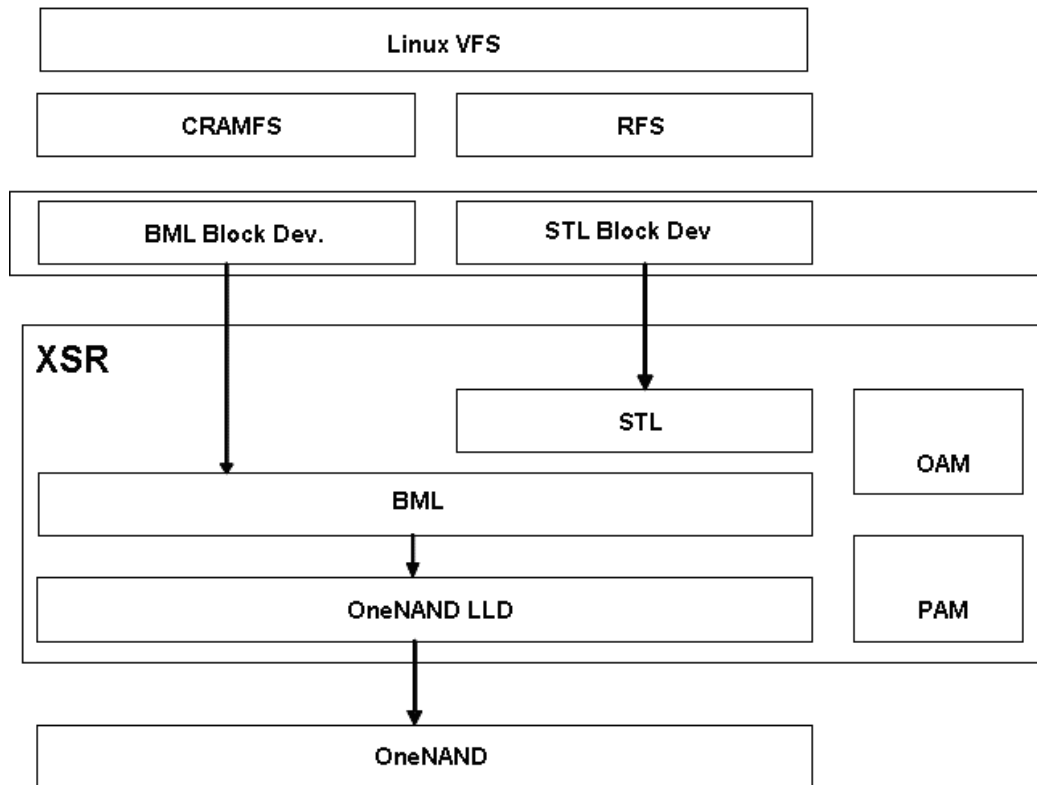 Linux VFS
CRAMFS
RFS
BML Block Dev.
STL Block Dev
XSR
STL
OAM
BML
OneNAND LLD
PAM
OneNAND